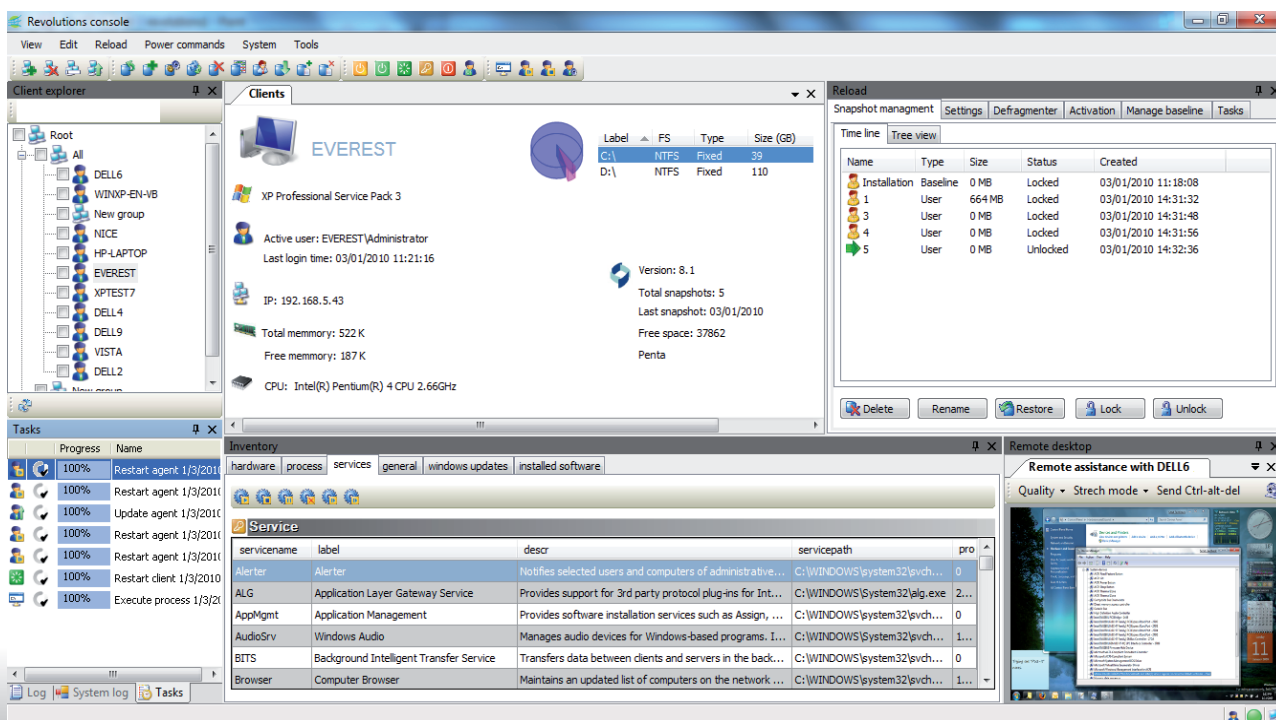 Revolutions console
View Edit Reload Power commands System Tools
Client explorer
Root
All
DELL6
WINXP-EN-VB
New group
NICE
HP-LAPTOP
EVEREST
XPTEST7
DELL4
DELL9
VISTA
DELL2
New group
Tasks
Progress Name
100% Restart agent 1/3/201
100% Restart agent 1/3/201
100% Update agent 1/3/201
100% Restart agent 1/3/201
100% Restart agent 1/3/201
100% Restart client 1/3/2010
100% Execute process 1/3/20
Log System log Tasks
Clients
EVEREST
XP Professional Service Pack 3
Active user: EVEREST\Administrator
Last login time: 03/01/2010 11:21:16
IP: 192.168.5.43
Total memmory: 522 K
Free memmory: 187 K
CPU: Intel(R) Pentium(R) 4 CPU 2.66GHz
Label FS Type Size (GB)
C:\ NTFS Fixed 39
D:\ NTFS Fixed 110
Version: 8.1
Total snapshots: 5
Last snapshot: 03/01/2010
Free space: 37862
Penta
Reload
Snapshot managment Settings Defragmenter Activation Manage baseline Tasks
Time line Tree view
Name Type Size Status Created
Installation Baseline 0 MB Locked 03/01/2010 11:18:08
1 User 664 MB Locked 03/01/2010 14:31:32
3 User 0 MB Locked 03/01/2010 14:31:48
4 User 0 MB Locked 03/01/2010 14:31:56
5 User 0 MB Unlocked 03/01/2010 14:32:36
Delete Rename Restore Lock Unlock
Inventory
hardware process services general windows updates installed software
Service
servicename label descr servicepath pro
Alerter Alerter Notifies selected users and computers of administrative... C:\WINDOWS\system32\svch... 0
ALG Application Layer Gateway Service Provides support for 3rd party protocol plugins for Int... C:\WINDOWS\System32\alg.exe 2...
AppMgmt Application Management Provides software installation services such as Assign, ... C:\WINDOWS\system32\svch... 0
AudioSrv Windows Audio Manages audio devices for Windows-based programs. I... C:\WINDOWS\System32\svch... 1...
BITS Background Intelligent Transfer Service Transfers data between clients and servers in the back... C:\WINDOWS\system32\svch... 0
Browser Computer Browser Maintains an updated list of computers on the network ... C:\WINDOWS\system32\svch... 1...
Remote desktop
Remote assistance with DELL6
Quality Strech mode Send Ctrl-alt-del
11